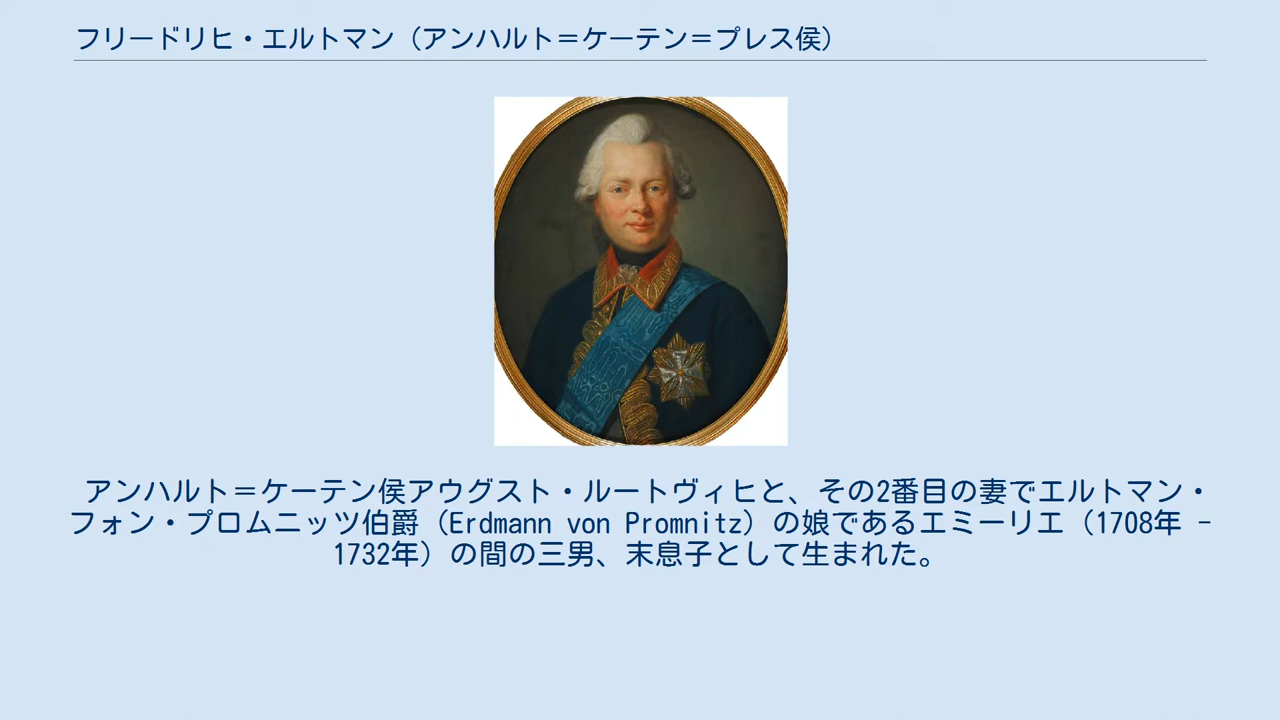 フリードリヒ・エルトマン（アンハルト＝ケーテン＝プレス侯）
アンハルト＝ケーテン侯アウグスト・ルートヴィヒと、その2番目の妻でエルトマン・
フォン・プロムニッツ伯爵（Erdmann von Promnitz）の娘であるエミーリエ（1708年 -
1732年）の間の三男、末息子として生まれた。